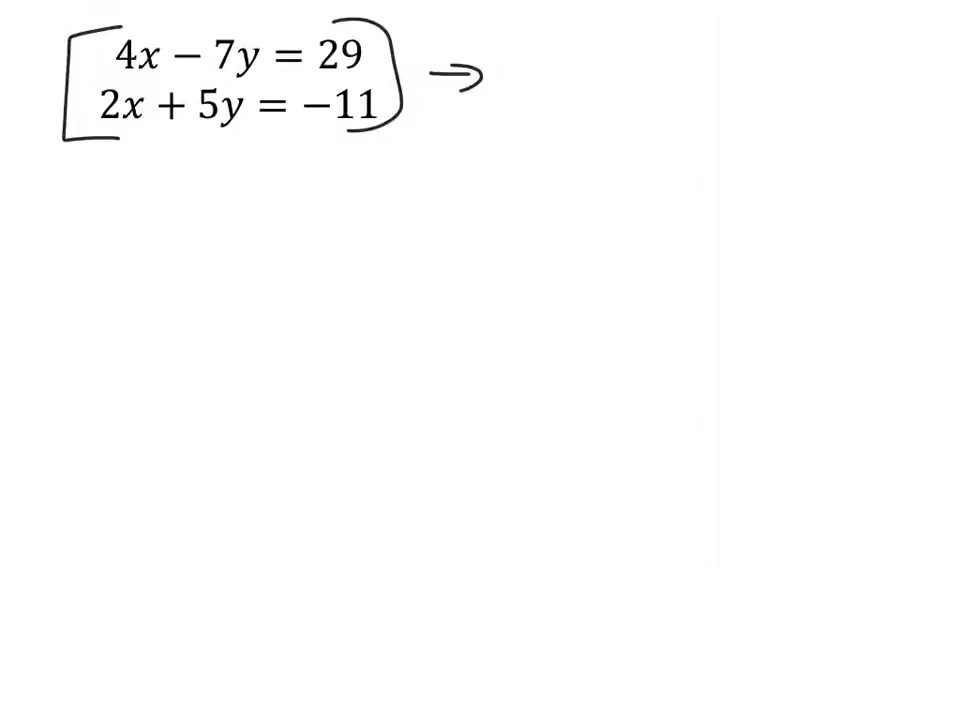 4x − 7y = 29 →
2x + 5y = −11